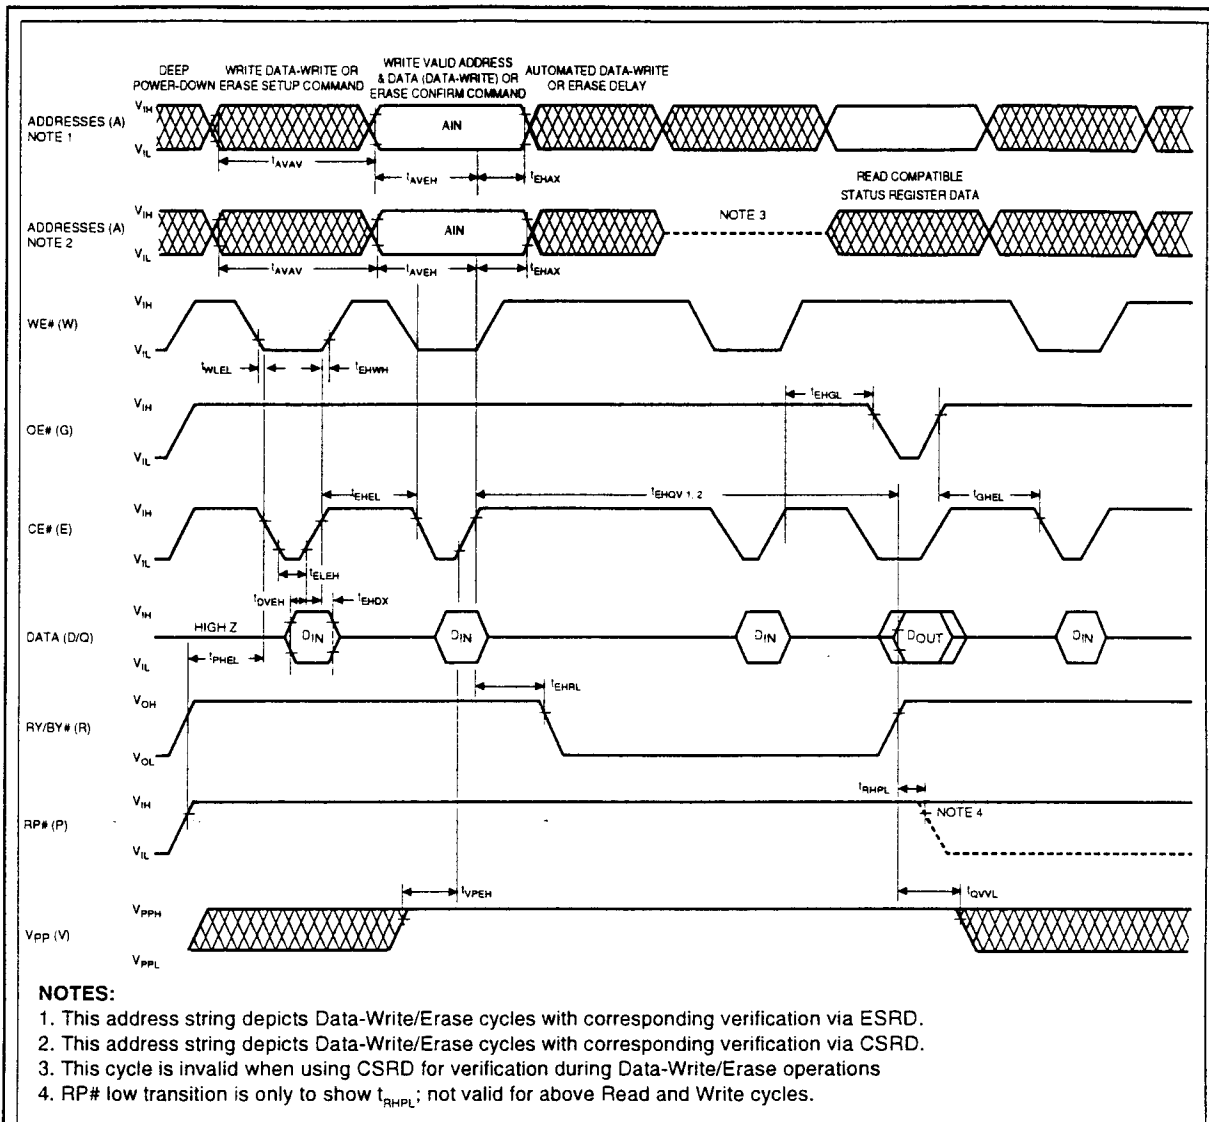 DEEP POWER-DOWN
WRITE DATA-WRITE OR ERASE SETUP COMMAND
WRITE VALID ADDRESS & DATA (DATA-WRITE) OR ERASE CONFIRM COMMAND
AUTOMATED DATA-WRITE OR ERASE DELAY
ADDRESSES (A)
NOTE 1
VIH
VIL
AIN
tAVAV
tAVEH
tEHAX
READ COMPATIBLE
STATUS REGISTER DATA
ADDRESSES (A)
NOTE 2
VIH
VIL
AIN
NOTE 3
tAVAV
tAVEH
tEHAX
WE# (W)
VIH
VIL
tWLEL
tEHWH
OE# (G)
VIH
VIL
tEHGL
CE# (E)
VIH
VIL
tEHEL
tEHQV 1, 2
tGHEL
tELEH
tDVEH
tEHDX
DATA (D/Q)
VIH
VIL
HIGH Z
DIN
DIN
DIN
DOUT
DIN
tPHEL
tEHRL
RY/BY# (R)
VOH
VOL
tRHPL
RP# (P)
VIH
VIL
NOTE 4
tVPEH
tQVVL
VPP (V)
VPPH
VPPL
NOTES:
1. This address string depicts Data-Write/Erase cycles with corresponding verification via ESRD.
2. This address string depicts Data-Write/Erase cycles with corresponding verification via CSRD.
3. This cycle is invalid when using CSRD for verification during Data-Write/Erase operations
4. RP# low transition is only to show tRHPL; not valid for above Read and Write cycles.